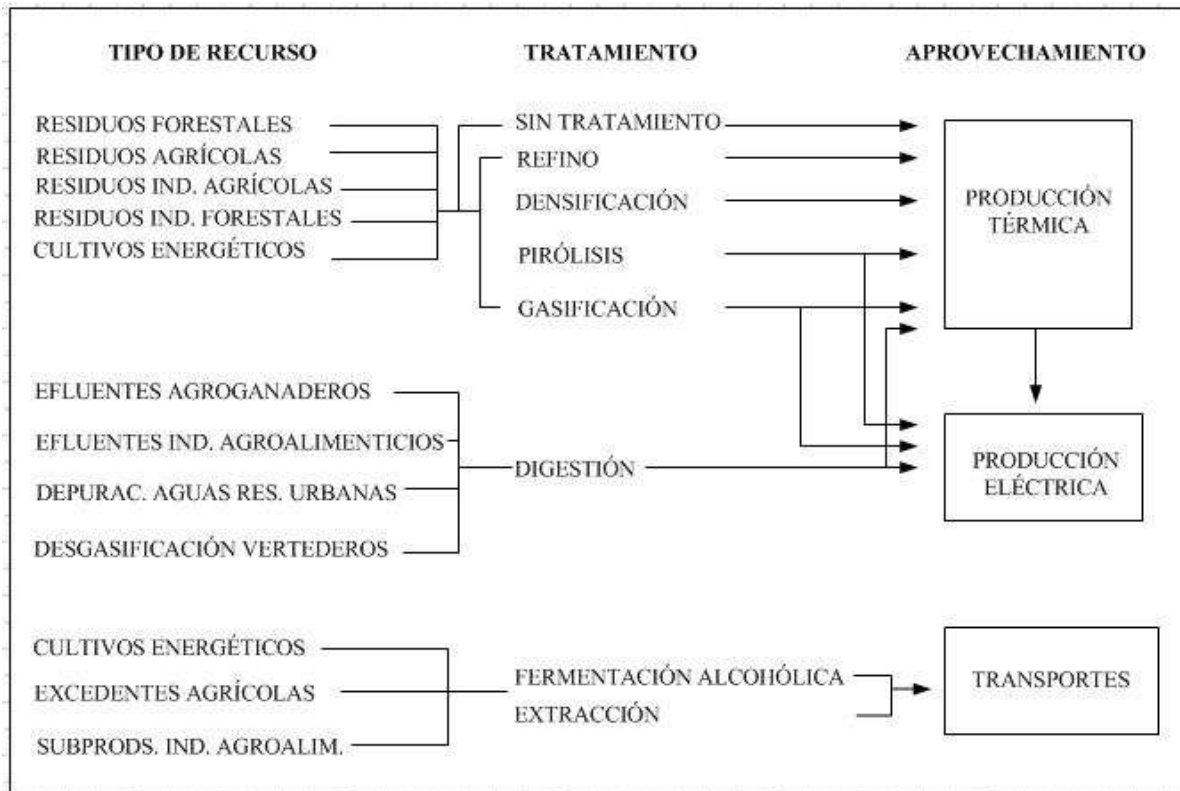 TIPO DE RECURSO
TRATAMIENTO
APROVECHAMIENTO
RESIDUOS FORESTALES
RESIDUOS AGRÍCOLAS
RESIDUOS IND. AGRÍCOLAS
RESIDUOS IND. FORESTALES
CULTIVOS ENERGÉTICOS
SIN TRATAMIENTO
REFINO
DENSIFICACIÓN
PIRÓLISIS
GASIFICACIÓN
PRODUCCIÓN
TÉRMICA
EFLUENTES AGROGANADEROS
EFLUENTES IND. AGROALIMENTICIOS
DEPURAC. AGUAS RES. URBANAS
DESGASIFICACIÓN VERTEDEROS
DIGESTIÓN
PRODUCCIÓN
ELÉCTRICA
CULTIVOS ENERGÉTICOS
EXCEDENTES AGRÍCOLAS
SUBPRODS. IND. AGROALIM.
FERMENTACIÓN ALCOHÓLICA
EXTRACCIÓN
TRANSPORTES